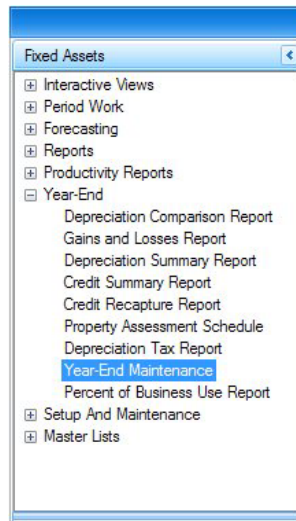 Fixed Assets
Interactive Views
Period Work
Forecasting
Reports
Productivity Reports
Year-End
Depreciation Comparison Report
Gains and Losses Report
Depreciation Summary Report
Credit Summary Report
Credit Recapture Report
Property Assessment Schedule
Depreciation Tax Report
Year-End Maintenance
Percent of Business Use Report
Setup And Maintenance
Master Lists